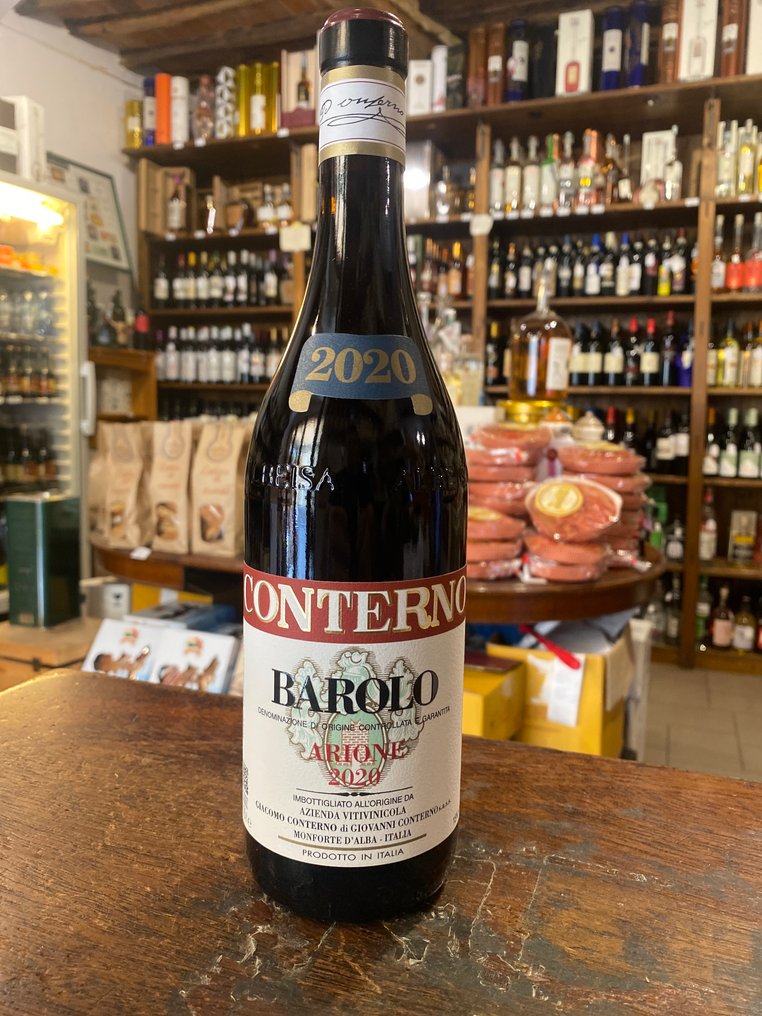 Conterno
2020
CONTERNO
BAROLO
DENOMINAZIONE DI ORIGINE CONTROLLATA E GARANTITA
ARIONE
2020
IMBOTTIGLIATO ALL'ORIGINE DA
AZIENDA VITIVINICOLA
GIACOMO CONTERNO di GIOVANNI CONTERNO s.a.s.
MONFORTE D'ALBA - ITALIA
PRODOTTO IN ITALIA